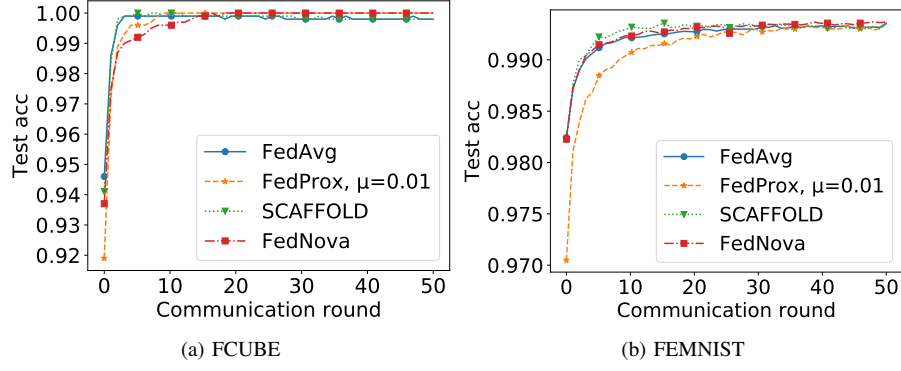 1.00
0.99
0.98
0.97
0.96
0.95
0.94
0.93
0.92
Test acc
0 10 20 30 40 50
Communication round
FedAvg
FedProx, μ=0.01
SCAFFOLD
FedNova
(a) FCUBE
0.990
0.985
0.980
0.975
0.970
Test acc
0 10 20 30 40 50
Communication round
FedAvg
FedProx, μ=0.01
SCAFFOLD
FedNova
(b) FEMNIST